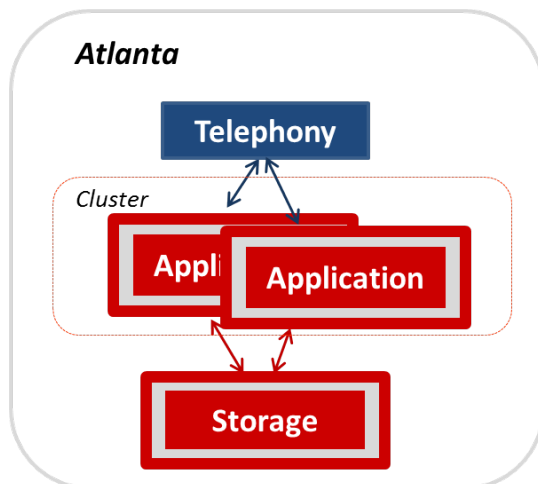 Atlanta
Telephony
Cluster
Appli
Application
Storage